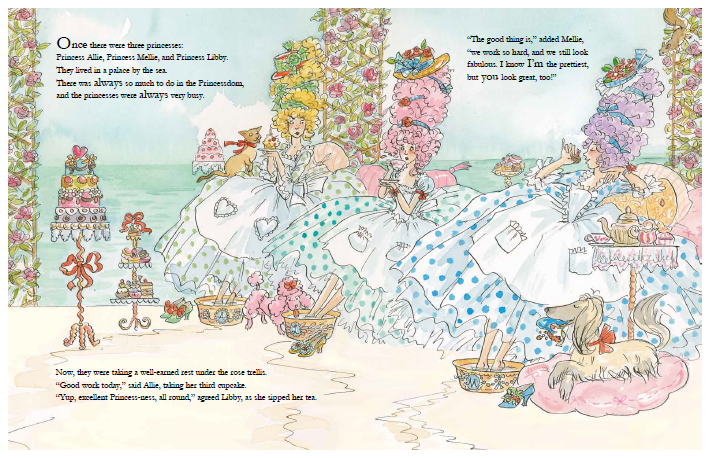 Once there were three princesses:
Princess Allie, Princess Mellie, and Princess Libby.
They lived in a palace by the sea.
There was always so much to do in the Princessdom,
and the princesses were always very busy.
"The good thing is," added Mellie,
"we work so hard, and we still look
fabulous. I know I'm the prettiest,
but you look great, too!"
Now, they were taking a well-earned rest under the rose trellis.
"Good work today," said Allie, taking her third cupcake.
"Yup, excellent Princess-ness, all round," agreed Libby, as she sipped her tea.